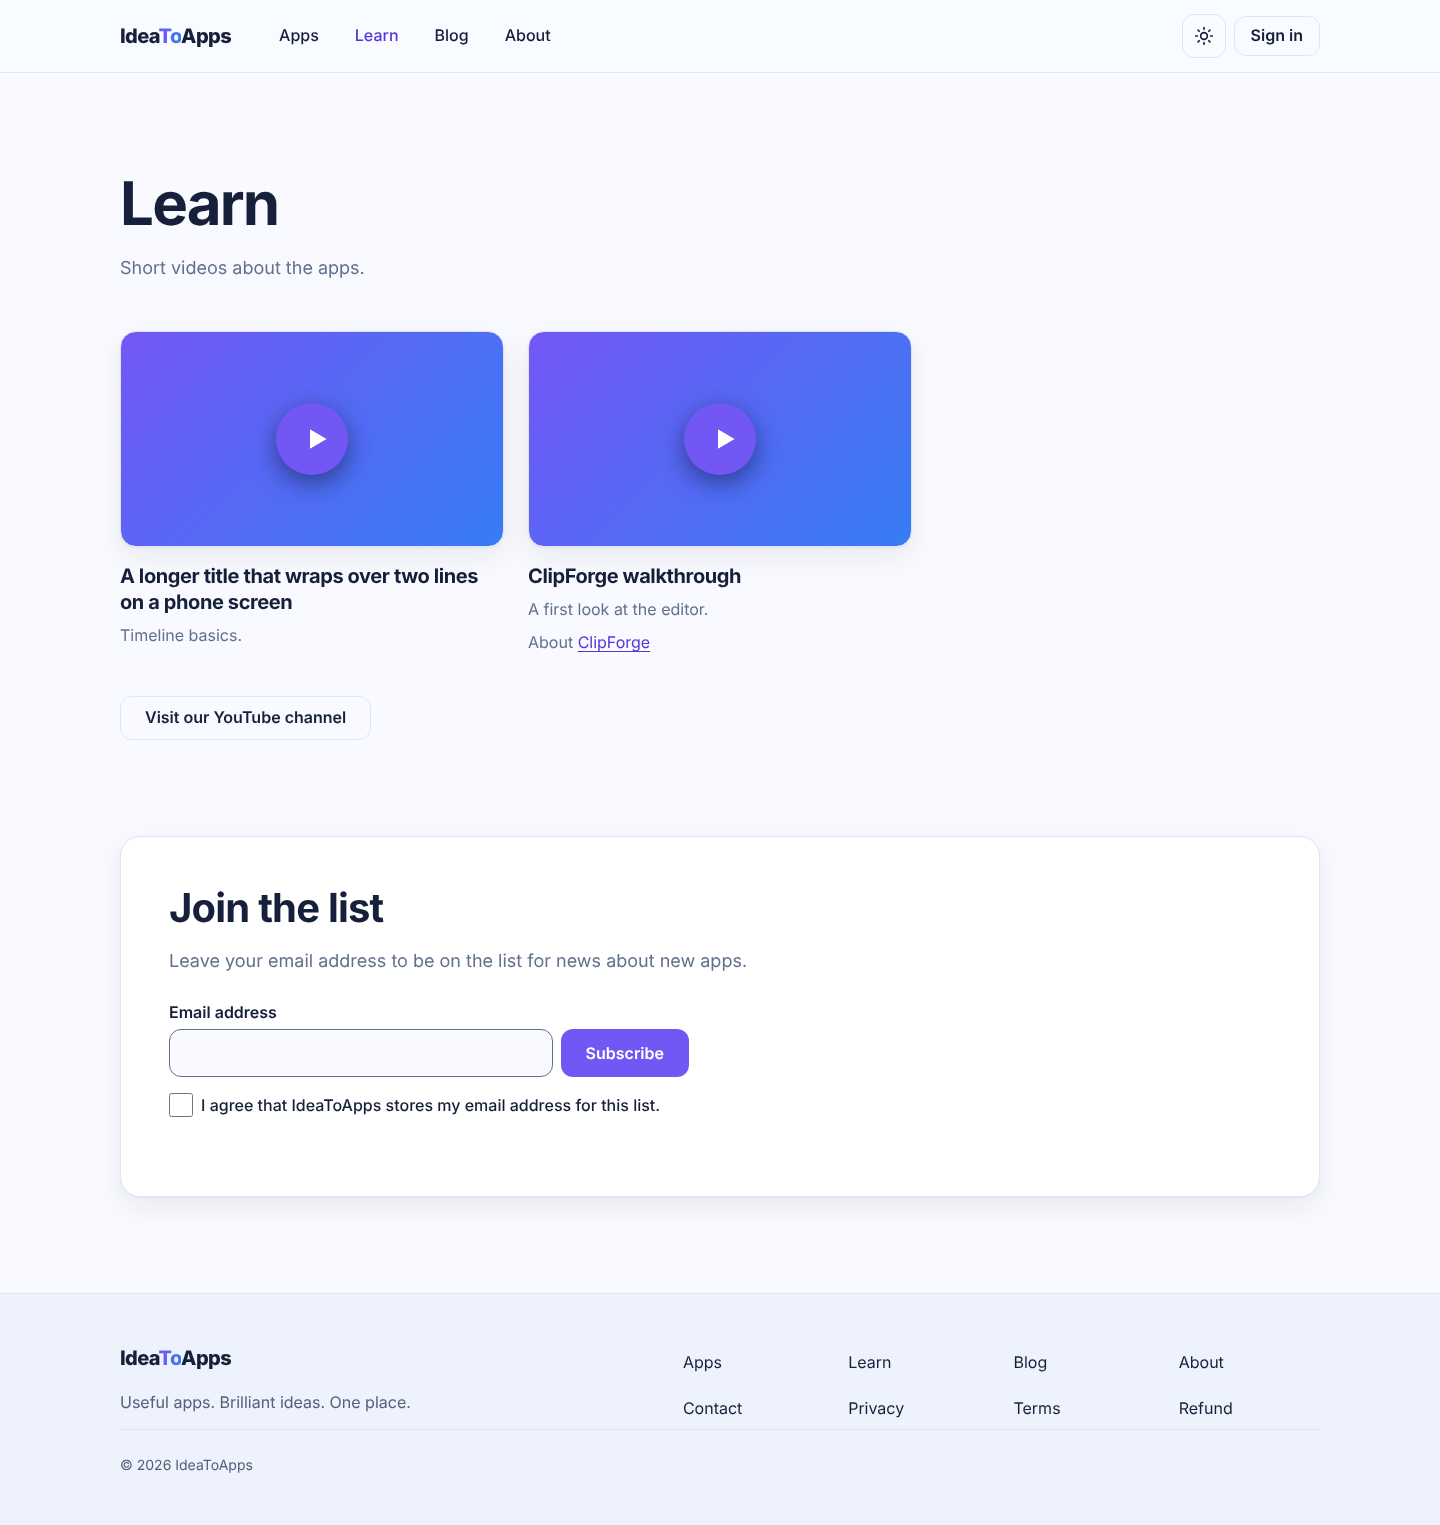 IdeaToApps
Apps
Learn
Blog
About
Sign in
Learn
Short videos about the apps.
A longer title that wraps over two lines
on a phone screen
Timeline basics.
ClipForge walkthrough
A first look at the editor.
About ClipForge
Visit our YouTube channel
Join the list
Leave your email address to be on the list for news about new apps.
Email address
Subscribe
I agree that IdeaToApps stores my email address for this list.
IdeaToApps
Useful apps. Brilliant ideas. One place.
Apps
Learn
Blog
About
Contact
Privacy
Terms
Refund
© 2026 IdeaToApps